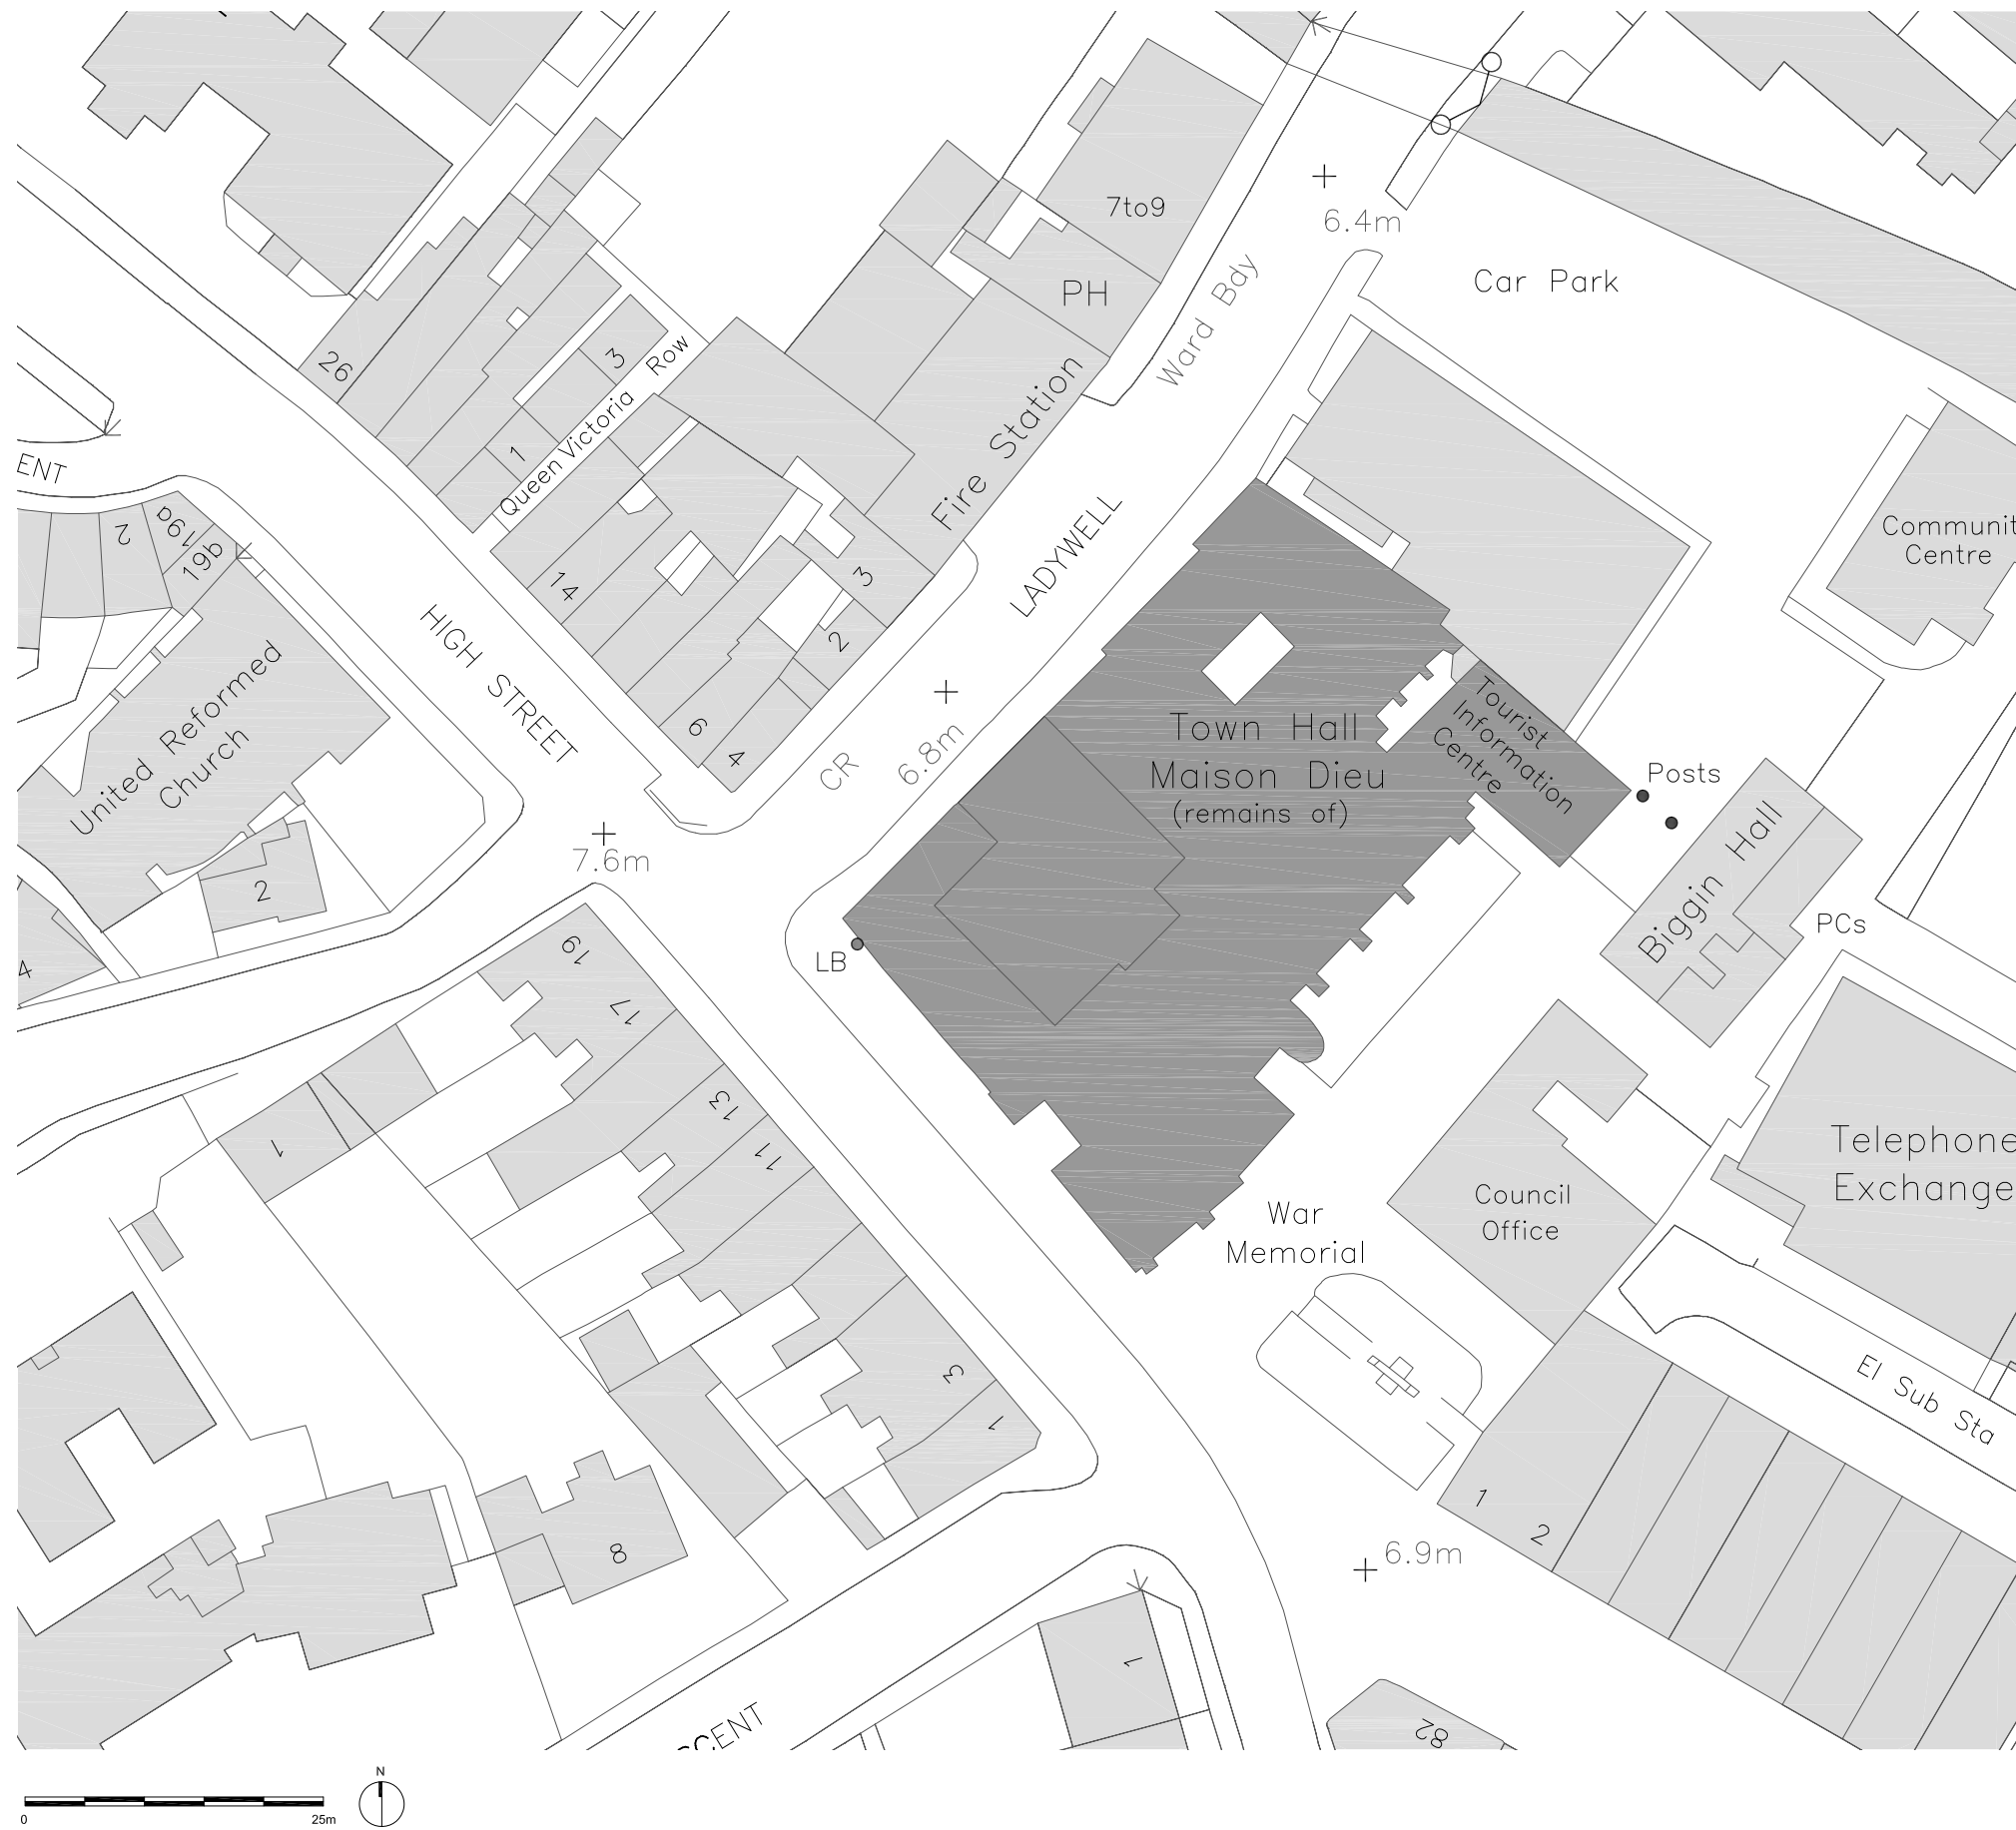 7to9
6.4m
Car Park
PH
Ward Bdy
26
3
Queen Victoria Row
1
Fire Station
ENT
2
19a
19b
LADYWELL
Communit
Centre
14
3
2
HIGH STREET
6
4
CR
6.8m
United Reformed
Church
Town Hall
Maison Dieu
(remains of)
Tourist
Information
Centre
Posts
Biggin Hall
PCs
7.6m
2
4
LB
19
17
13
11
1
Telephone
Exchange
Council
Office
War
Memorial
3
1
El Sub Sta
1
2
8
6.9m
1
CENT
82
N
0
25m